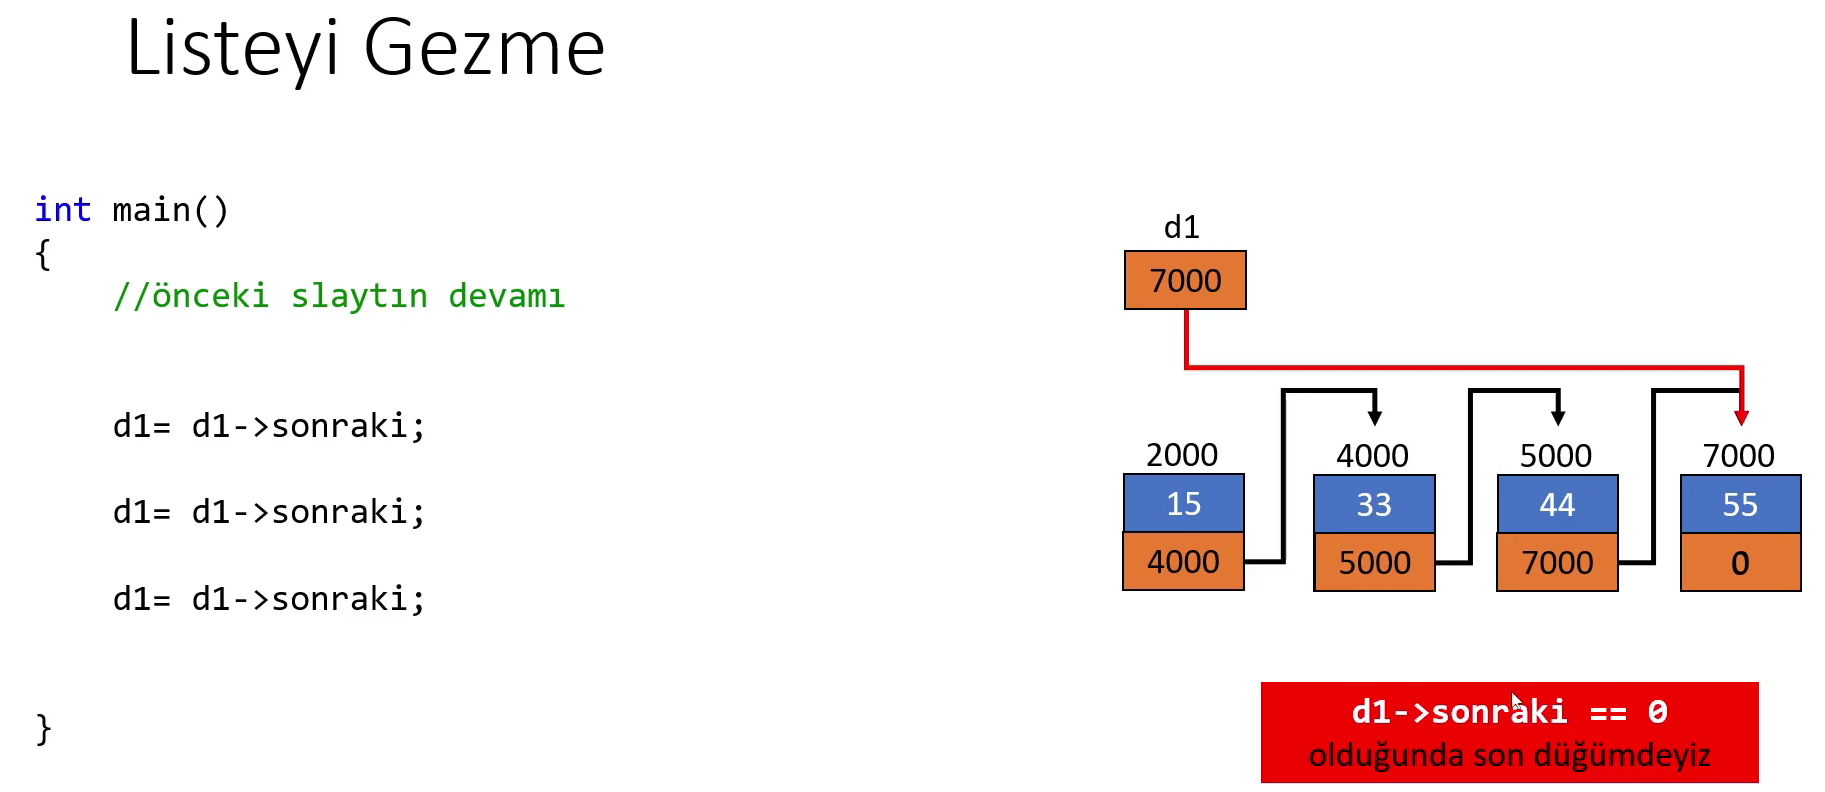 Listeyi Gezme
int main()
{
//önceki slaytın devamı
d1= d1->sonraki;
d1= d1->sonraki;
d1= d1->sonraki;
}
d1
7000
2000 4000 5000 7000
15 33 44 55
4000 5000 7000 0
d1->sonraki == 0
olduğunda son düğümdeyiz